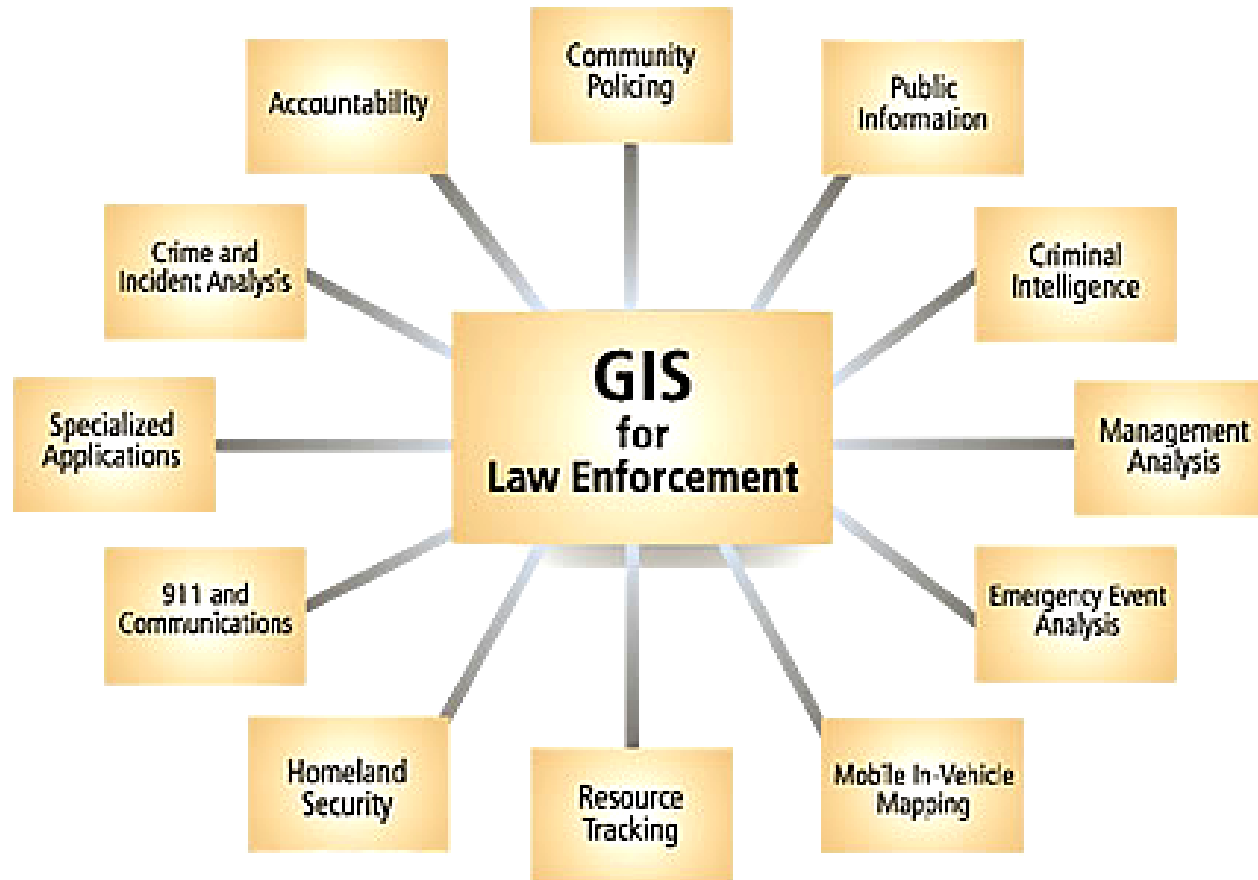 Community
Policing
Accountability
Public
Information
Crime and
Incident Analysis
Criminal
Intelligence
GIS
for
Law Enforcement
Specialized
Applications
Management
Analysis
911 and
Communications
Emergency Event
Analysis
Homeland
Security
Resource
Tracking
Mobile In-Vehicle
Mapping